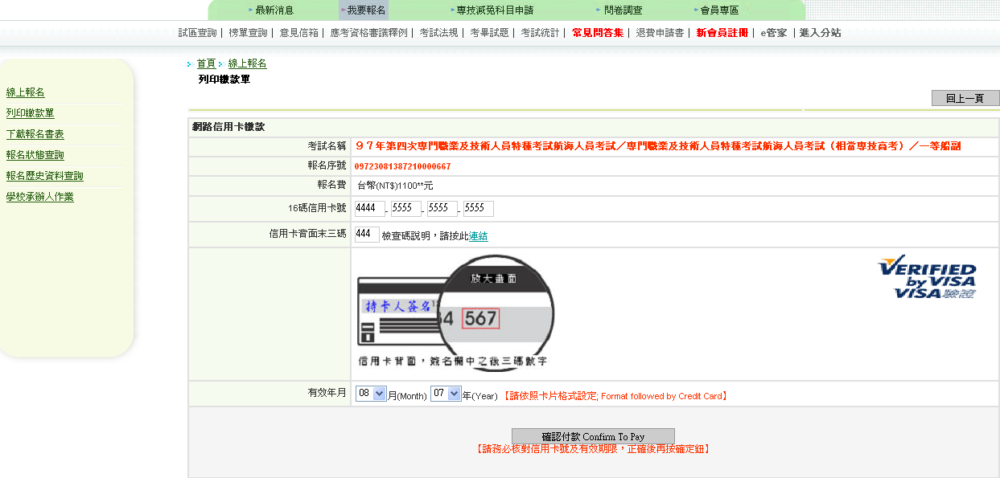 最新消息 我要報名 專技減免科目申請 問卷調查 會員專區
試區查詢 | 榜單查詢 | 意見信箱 | 應考資格審議釋例 | 考試法規 | 考畢試題 | 考試統計 | 常見問答集 | 退費申請書 | 新會員註冊 | e管家 | 進入分站
首頁 線上報名
列印繳款單
回上一頁
線上報名
列印繳款單
下載報名書表
報名狀態查詢
報名歷史資料查詢
學校承辦人作業
網路信用卡繳款
考試名稱 97年第四次專門職業及技術人員特種考試航海人員考試／專門職業及技術人員特種考試航海人員考試（相當專技高考）／一等船副
報名序號 09723081387210000667
報名費 台幣(NT$)1100**元
16碼信用卡號 4444 - 5555 - 5555 - 5555
信用卡背面末三碼 444 檢查碼說明，請按此連結
放大畫面
持卡人簽名
34 567
信用卡背面，簽名欄中之後三碼數字
VERIFIED
by VISA
VISA驗證
有效年月 08 月(Month) 07 年(Year) 【請依照卡片格式設定; Format followed by Credit Card】
確認付款 Confirm To Pay
【請務必核對信用卡號及有效期限，正確後再按確定鈕】